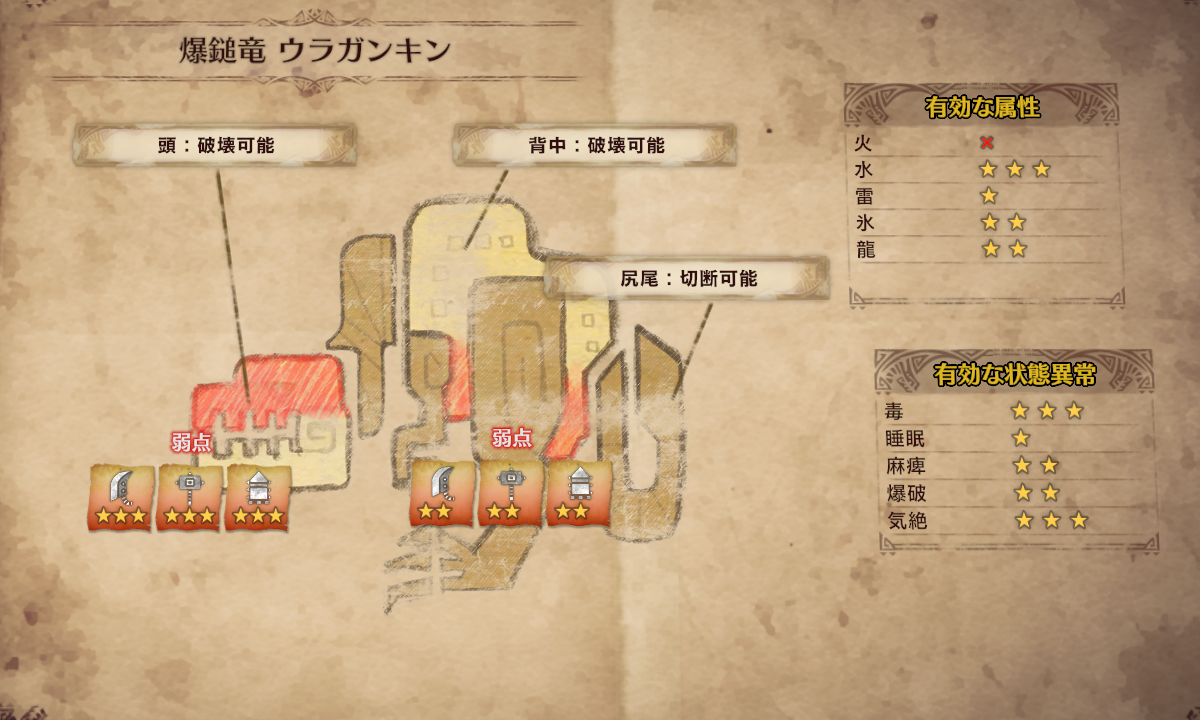 爆鎚竜 ウラガンキン
頭：破壊可能
背中：破壊可能
尻尾：切断可能
弱点
弱点
有効な属性
火
水
雷
氷
龍
有効な状態異常
毒
睡眠
麻痺
爆破
気絶